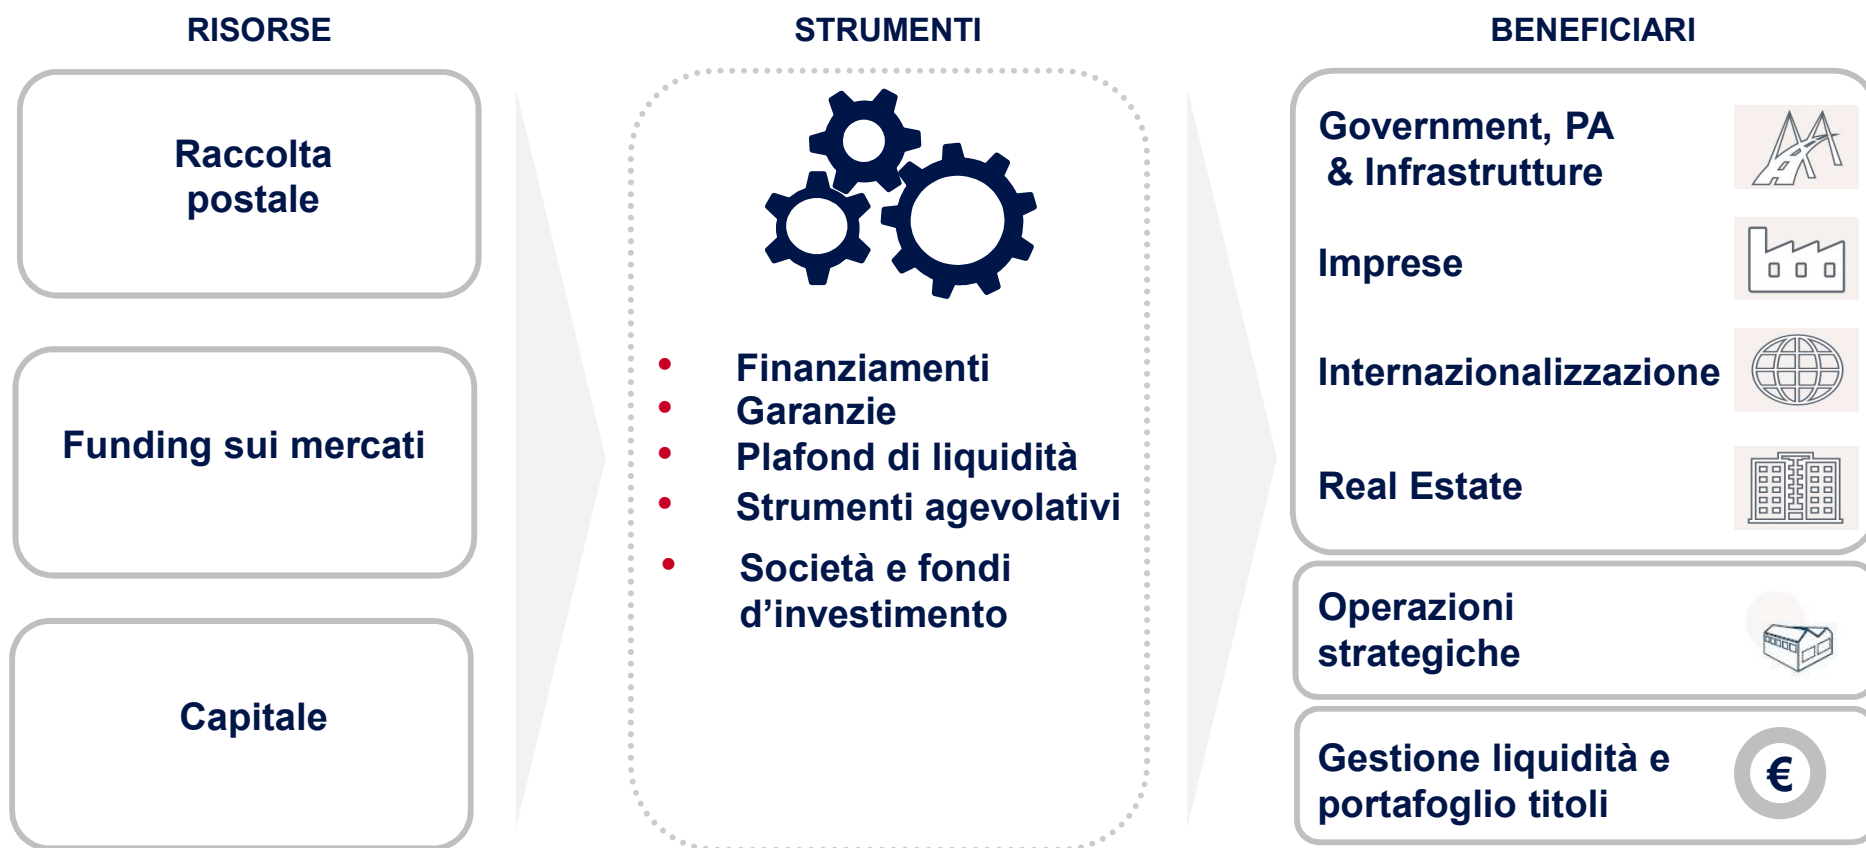 RISORSE
STRUMENTI
BENEFICIARI
Raccolta
postale
Funding sui mercati
Capitale
• Finanziamenti
• Garanzie
• Plafond di liquidità
• Strumenti agevolativi
• Società e fondi
d’investimento
Government, PA
& Infrastrutture
Imprese
Internazionalizzazione
Real Estate
Operazioni
strategiche
Gestione liquidità e
portafoglio titoli
€